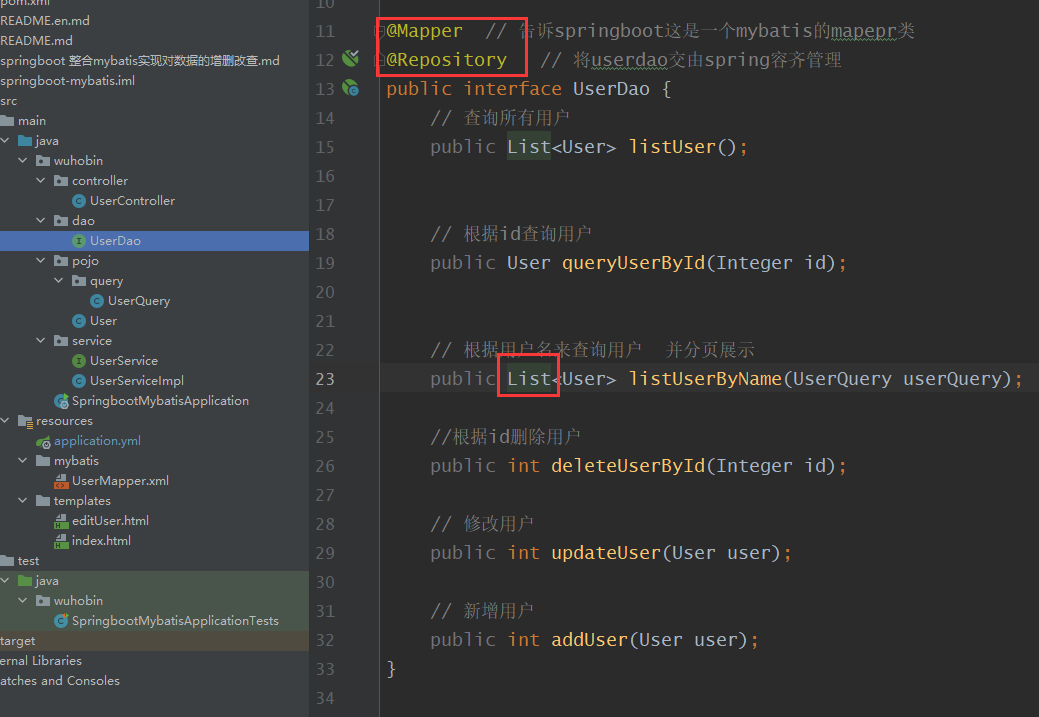 pom.xml
README.en.md
README.md
springboot 整合mybatis实现对数据的增删改查.md
springboot-mybatis.iml
src
main
java
wuhobin
controller
UserController
dao
UserDao
pojo
query
UserQuery
User
service
UserService
UserServiceImpl
SpringbootMybatisApplication
resources
application.yml
mybatis
UserMapper.xml
templates
editUser.html
index.html
test
java
wuhobin
SpringbootMybatisApplicationTests
target
ernal Libraries
atches and Consoles
10
11 @Mapper // 告诉springboot这是一个mybatis的mapepr类
12 @Repository // 将userdao交由spring容齐管理
13 public interface UserDao {
14 // 查询所有用户
15 public List<User> listUser();
16
17
18 // 根据id查询用户
19 public User queryUserById(Integer id);
20
21
22 // 根据用户名来查询用户 并分页展示
23 public List<User> listUserByName(UserQuery userQuery);
24
25 //根据id删除用户
26 public int deleteUserById(Integer id);
27
28 // 修改用户
29 public int updateUser(User user);
30
31 // 新增用户
32 public int addUser(User user);
33 }
34